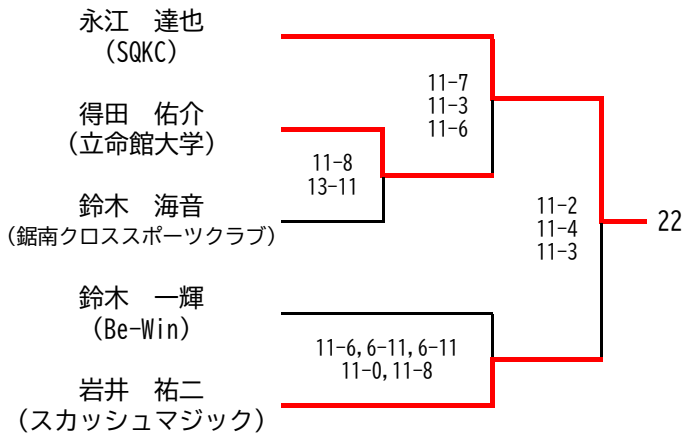 永江　達也
(SQKC)
得田　佑介
(立命館大学)
鈴木　海音
(鋸南クロススポーツクラブ)
鈴木　一輝
(Be-Win)
岩井　祐二
(スカッシュマジック)
11-7
11-3
11-6
11-8
13-11
11-2
11-4
11-3
22
11-6,6-11,6-11
11-0,11-8